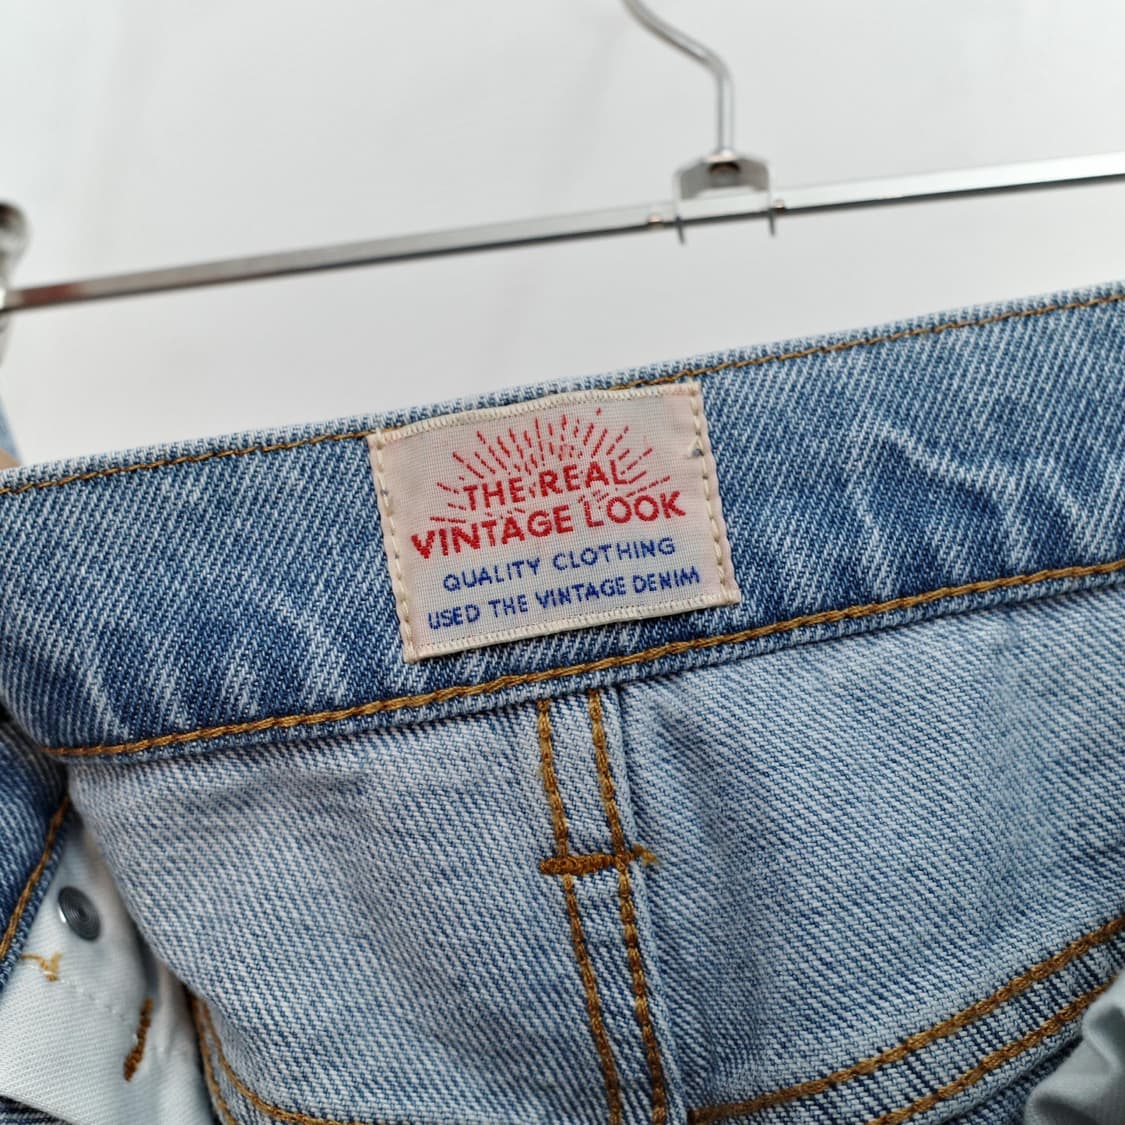 THE REAL
VINTAGE LOOK
QUALITY CLOTHING
USED THE VINTAGE DENIM